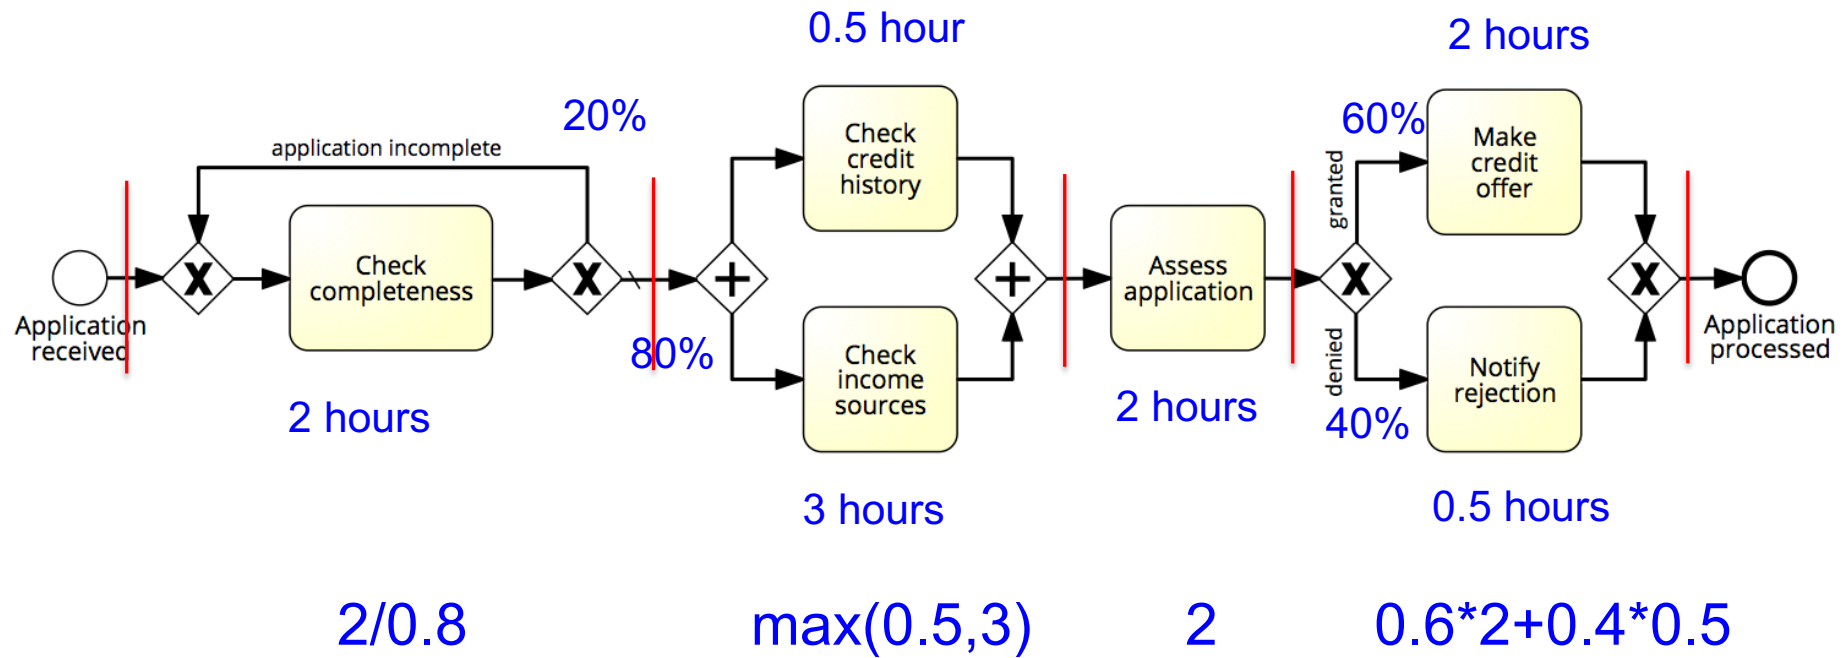 0.5 hour
2 hours
20%
60%
application incomplete
Check
credit
history
Make
credit
offer
granted
X
Check
completeness
X
+
+
Assess
application
X
X
Application
received
80%
Check
income
sources
denied
Notify
rejection
Application
processed
2 hours
2 hours
40%
3 hours
0.5 hours
2/0.8
max(0.5,3)
2
0.6*2+0.4*0.5